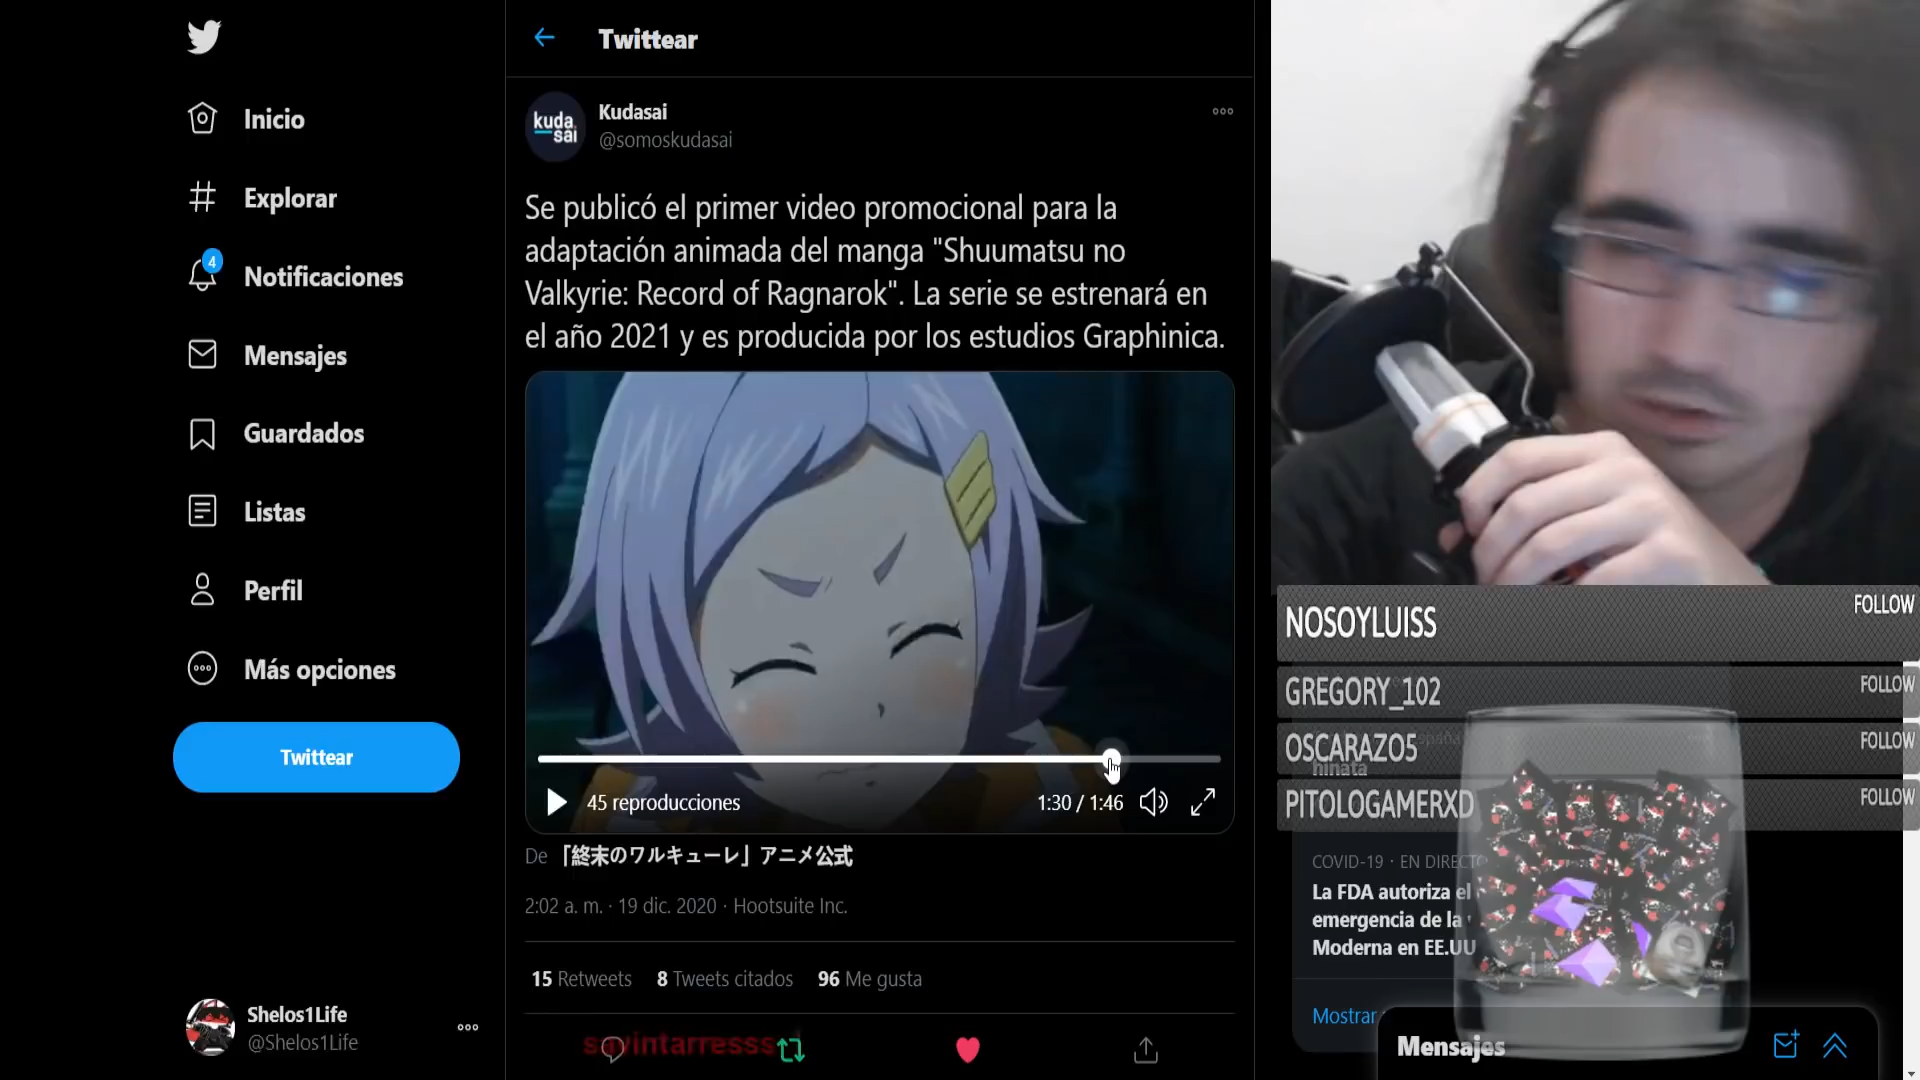 Inicio
Explorar
4
Notificaciones
Mensajes
Guardados
Listas
Perfil
Más opciones
Twittear
Shelos1Life
@Shelos1Life
Twittear
kuda
sai
Kudasai
@somoskudasai
Se publicó el primer video promocional para la
adaptación animada del manga "Shuumatsu no
Valkyrie: Record of Ragnarok". La serie se estrenará en
el año 2021 y es producida por los estudios Graphinica.
45 reproducciones
1:30 / 1:46
De 「終末のワルキューレ」アニメ公式
2:02 a. m. · 19 dic. 2020 · Hootsuite Inc.
15 Retweets 8 Tweets citados 96 Me gusta
NOSOYLUISS FOLLOW
GREGORY_102 FOLLOW
OSCARAZO5 FOLLOW
hinata
PITOLOGAMERXD FOLLOW
COVID-19 · EN DIRECTO
La FDA autoriza el
emergencia de la
Moderna en EE.UU
Mostrar
Mensajes